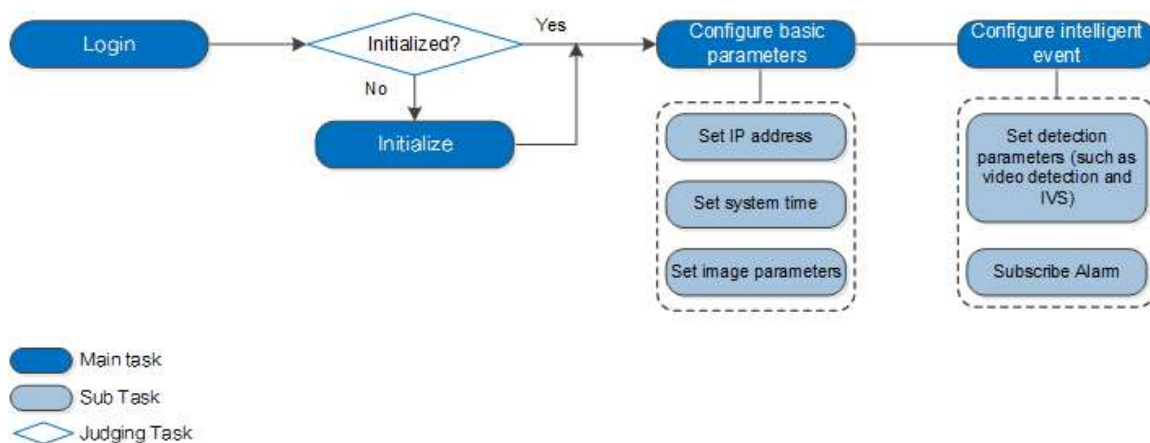 Login
Initialized?
Yes
No
Initialize
Configure basic
parameters
Set IP address
Set system time
Set image parameters
Configure intelligent
event
Set detection
parameters (such as
video detection and
IVS)
Subscribe Alarm
Main task
Sub Task
Judging Task